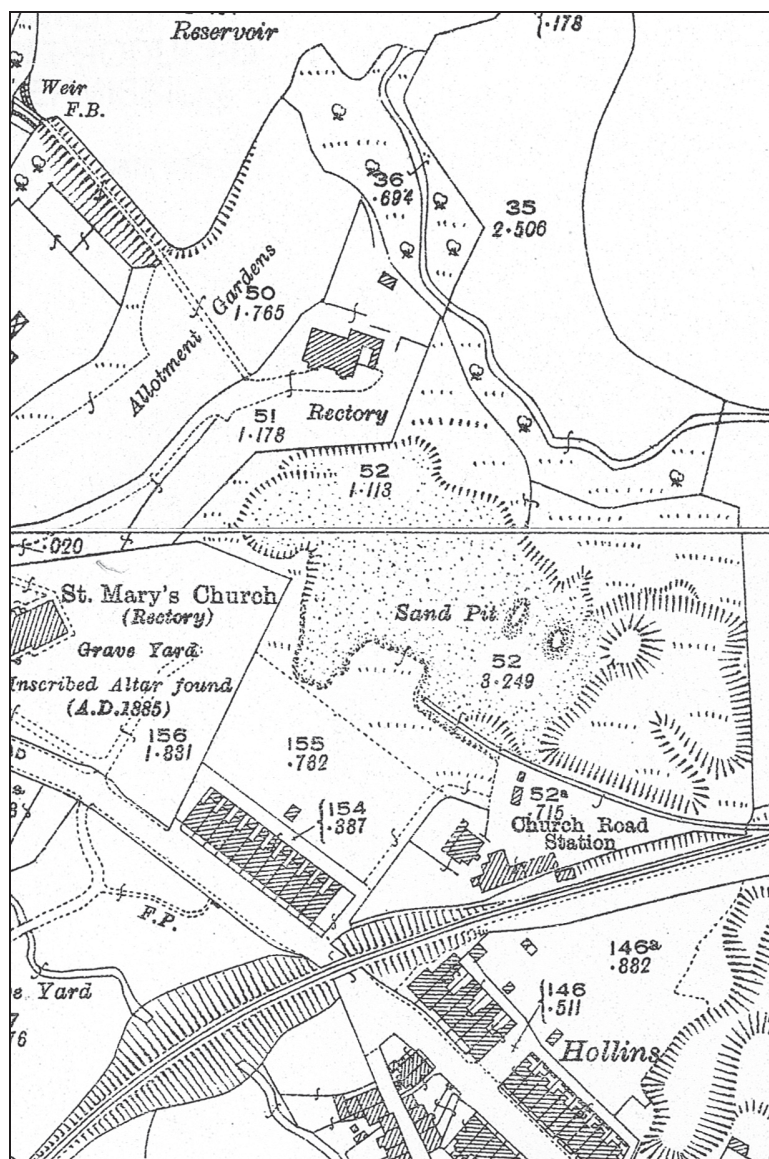 Reservoir
.178
Weir
F.B.
36
.694
35
2.506
50
1.765
Allotment Gardens
51
1.178
Rectory
52
1.113
.020
St. Mary's Church
(Rectory)
Sand Pit
Grave Yard
52
3.249
Inscribed Altar found
(A.D.1885)
156
1.831
155
.782
154
.387
52a
.715
Church Road
Station
F.P.
146a
.882
Yard
146
.511
Hollins